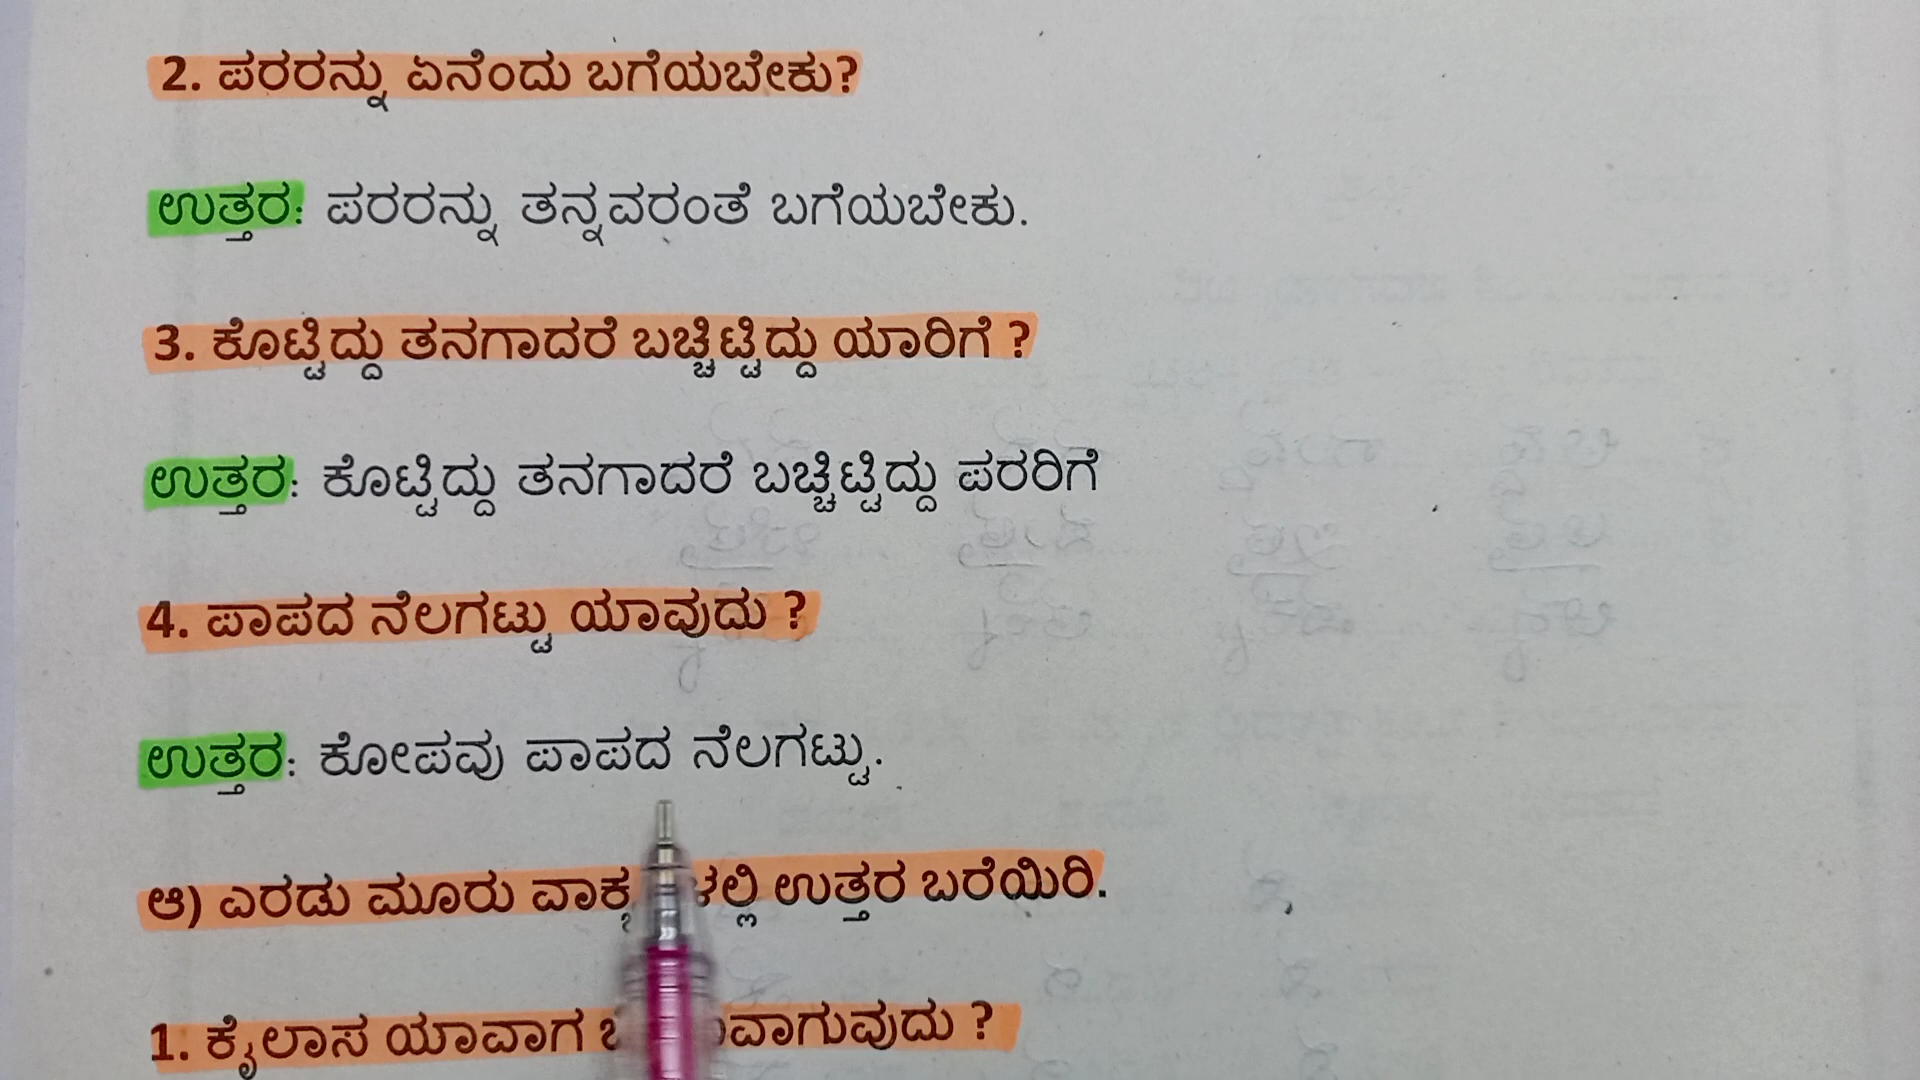 2. ಪರರನ್ನು ಏನೆಂದು ಬಗೆಯಬೇಕು?
ಉತ್ತರ: ಪರರನ್ನು ತನ್ನವರಂತೆ ಬಗೆಯಬೇಕು.
3. ಕೊಟ್ಟಿದ್ದು ತನಗಾದರೆ ಬಚ್ಚಿಟ್ಟಿದ್ದು ಯಾರಿಗೆ ?
ಉತ್ತರ: ಕೊಟ್ಟಿದ್ದು ತನಗಾದರೆ ಬಚ್ಚಿಟ್ಟಿದ್ದು ಪರರಿಗೆ
4. ಪಾಪದ ನೆಲಗಟ್ಟು ಯಾವುದು ?
ಉತ್ತರ: ಕೋಪವು ಪಾಪದ ನೆಲಗಟ್ಟು.
ಆ) ಎರಡು ಮೂರು ಉತ್ತರ ಬರೆಯಿರಿ.
1. ಕೈಲಾಸ ಯಾವಾಗ ?